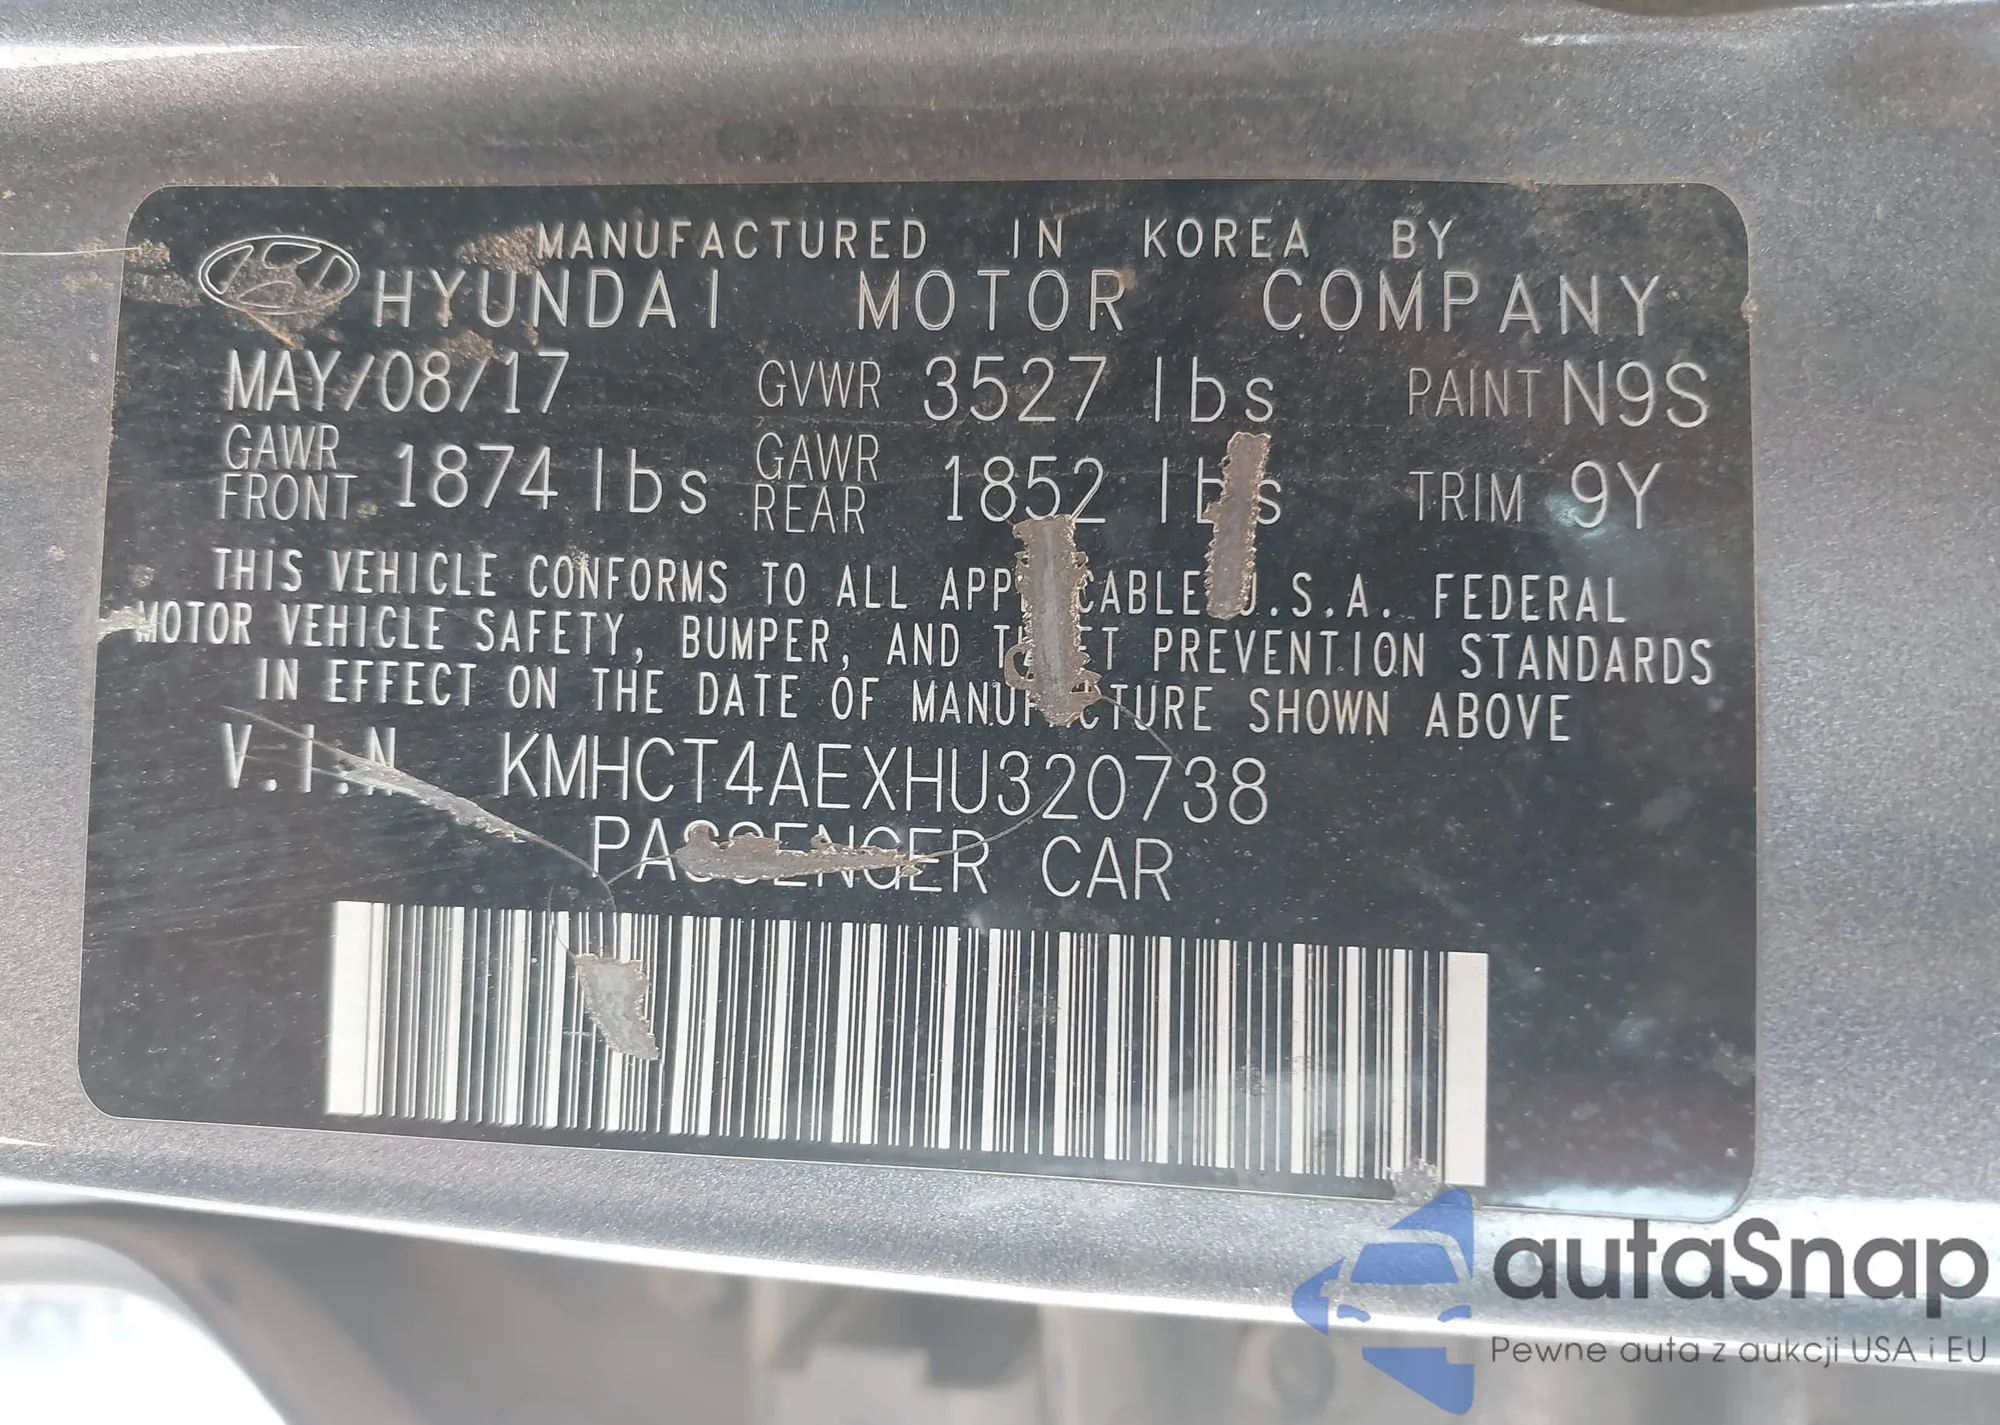 MANUFACTURED IN KOREA BY
HYUNDAI MOTOR COMPANY
MAY/08/17 GVWR 3527 lbs PAINT N9S
GAWR FRONT 1874 lbs GAWR REAR 1852 lbs TRIM 9Y
THIS VEHICLE CONFORMS TO ALL APPLICABLE U.S.A. FEDERAL
MOTOR VEHICLE SAFETY, BUMPER, AND THEFT PREVENTION STANDARDS
IN EFFECT ON THE DATE OF MANUFACTURE SHOWN ABOVE
V.I.N KMHCT4AEXHU320738
PASSENGER CAR
autaSnap
Pewne auta z aukcji USA i EU